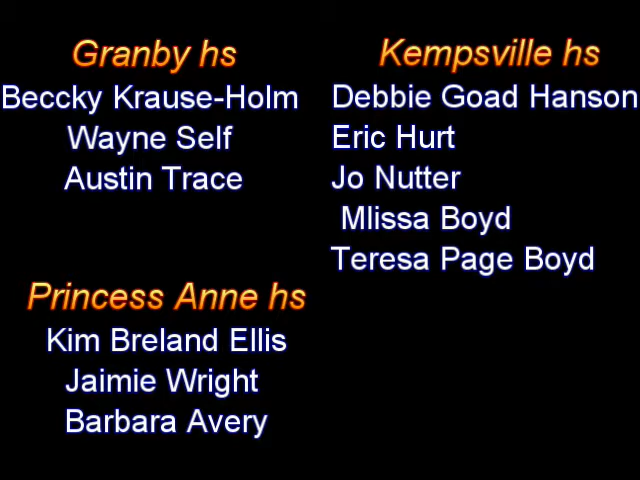 Granby hs
Beccky Krause-Holm
Wayne Self
Austin Trace
Kempsville hs
Debbie Goad Hanson
Eric Hurt
Jo Nutter
Mlissa Boyd
Teresa Page Boyd
Princess Anne hs
Kim Breland Ellis
Jaimie Wright
Barbara Avery